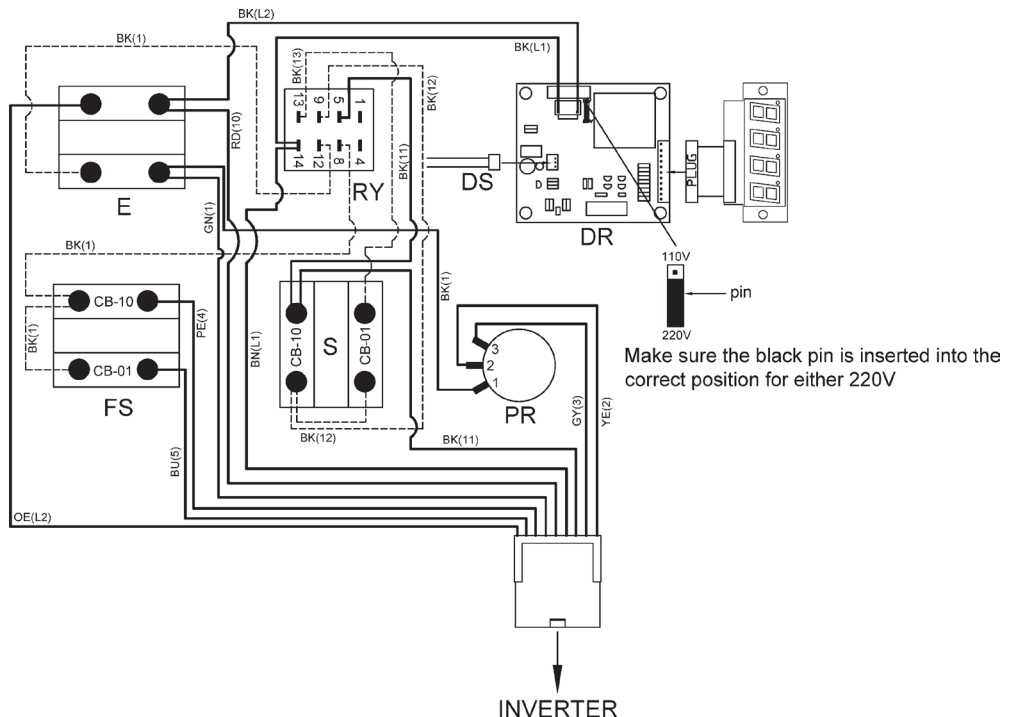 BK(L2)
BK(1)
BK(L1)
BK(13)
BK(12)
13 9 5 1
14 12 8 4
RY
RD(10)
BK(11)
E
GN(1)
DS
DR
PLUG
BK(1)
110V
pin
220V
Make sure the black pin is inserted into the
correct position for either 220V
CB-10
CB-01
FS
BK(1)
PE(4)
BN(L1)
CB-10
S
CB-01
BK(1)
3
2
1
PR
GY(3)
YE(2)
BK(12)
BK(11)
BU(5)
OE(L2)
INVERTER